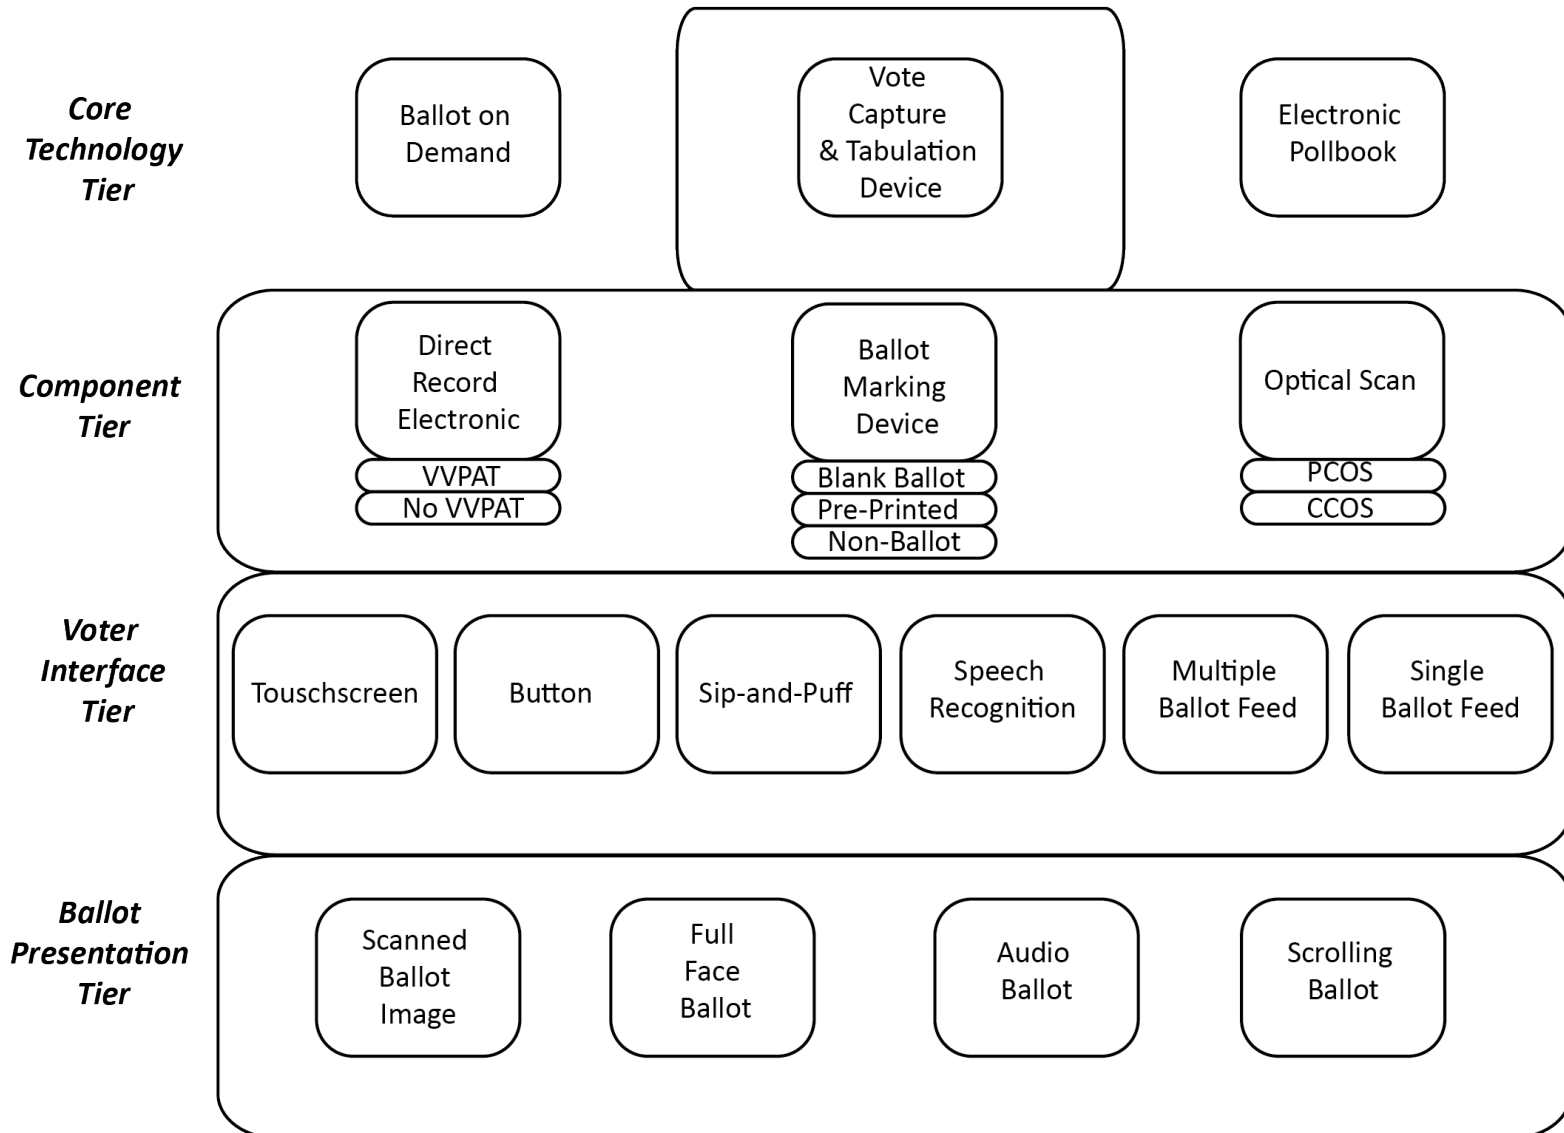 Core
Technology
Tier
Ballot on
Demand
Vote
Capture
& Tabulation
Device
Electronic
Pollbook
Component
Tier
Direct
Record
Electronic
VVPAT
No VVPAT
Ballot
Marking
Device
Blank Ballot
Pre-Printed
Non-Ballot
Optical Scan
PCOS
CCOS
Voter
Interface
Tier
Touschscreen
Button
Sip-and-Puff
Speech
Recognition
Multiple
Ballot Feed
Single
Ballot Feed
Ballot
Presentation
Tier
Scanned
Ballot
Image
Full
Face
Ballot
Audio
Ballot
Scrolling
Ballot